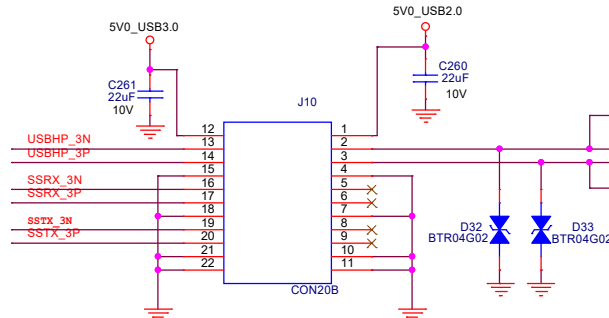 5V0_USB3.0
5V0_USB2.0
C261
22uF
10V
C260
22uF
10V
J10
USBHP_3N
USBHP_3P
SSRX_3N
SSRX_3P
SSTX_3N
SSTX_3P
12
13
14
15
16
17
18
19
20
21
22
1
2
3
4
5
6
7
8
9
10
11
CON20B
D32
BTR04G02
D33
BTR04G02